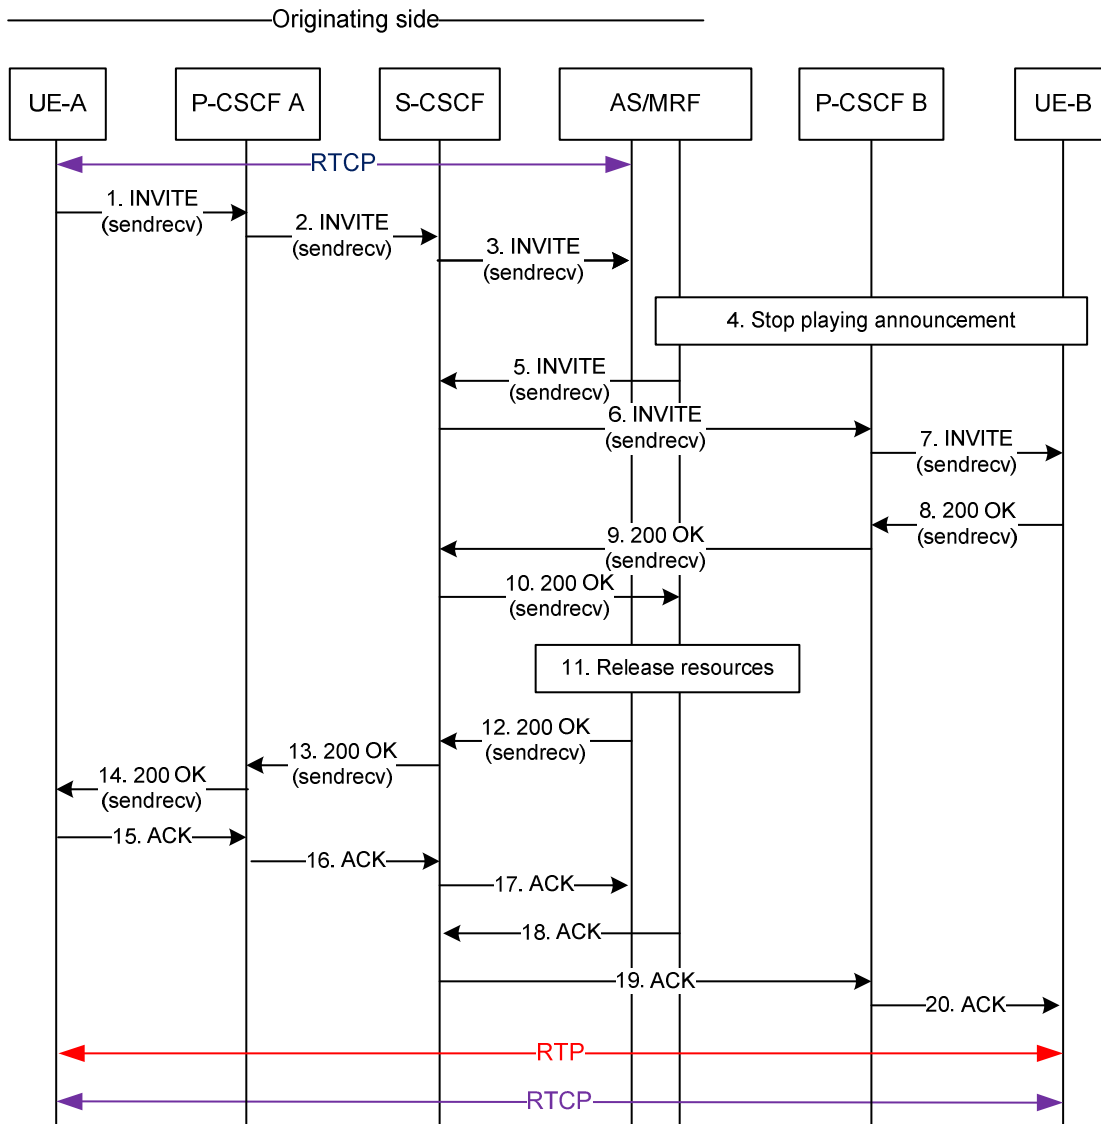 Originating side
UE-A
P-CSCF A
S-CSCF
AS/MRF
P-CSCF B
UE-B
RTCP
1. INVITE
(sendrecv)
2. INVITE
(sendrecv)
3. INVITE
(sendrecv)
4. Stop playing announcement
5. INVITE
(sendrecv)
6. INVITE
(sendrecv)
7. INVITE
(sendrecv)
8. 200 OK
(sendrecv)
9. 200 OK
(sendrecv)
10. 200 OK
(sendrecv)
11. Release resources
12. 200 OK
(sendrecv)
13. 200 OK
(sendrecv)
14. 200 OK
(sendrecv)
15. ACK
16. ACK
17. ACK
18. ACK
19. ACK
20. ACK
RTP
RTCP